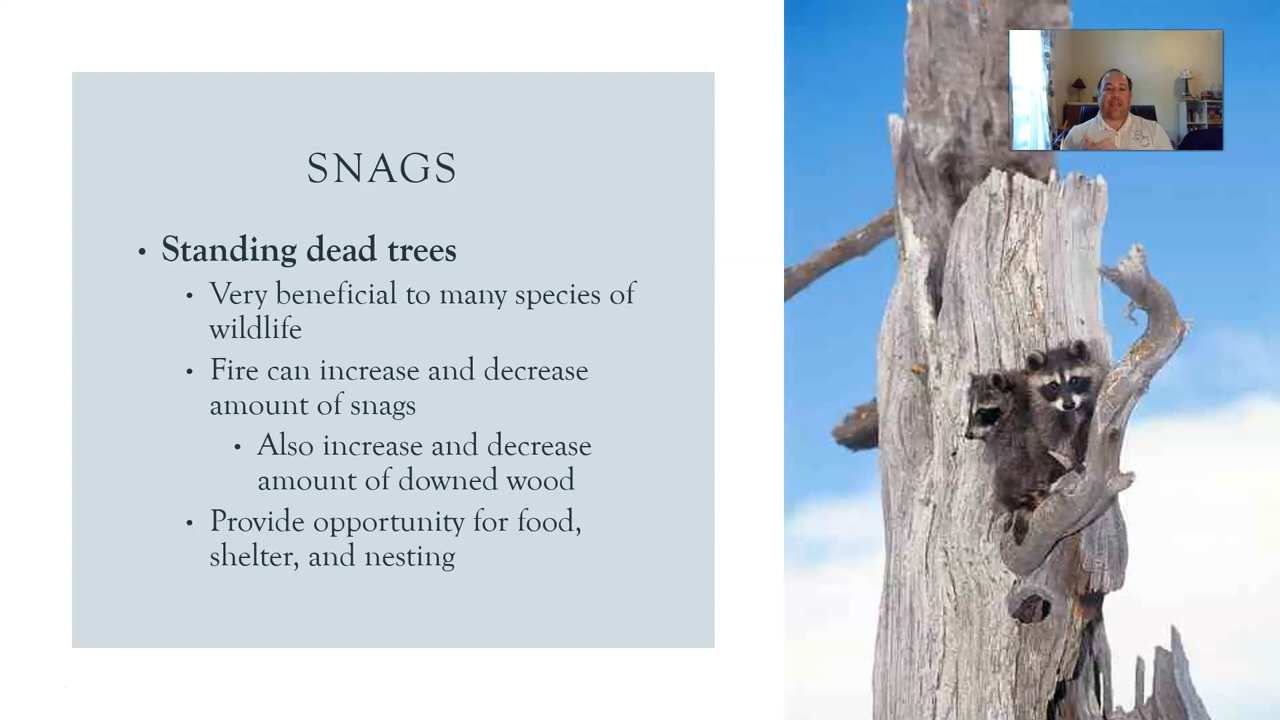 SNAGS
• Standing dead trees
• Very beneficial to many species of
wildlife
• Fire can increase and decrease
amount of snags
• Also increase and decrease
amount of downed wood
• Provide opportunity for food,
shelter, and nesting